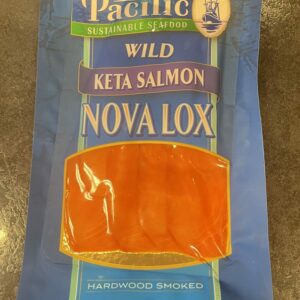 Pacific
SUSTAINABLE SEAFOOD
WILD
KETA SALMON
NOVA LOX
HARDWOOD SMOKED